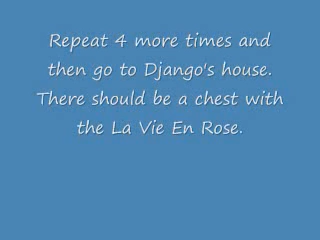 Repeat 4 more times and
then go to Django's house.
There should be a chest with
the La Vie En Rose.